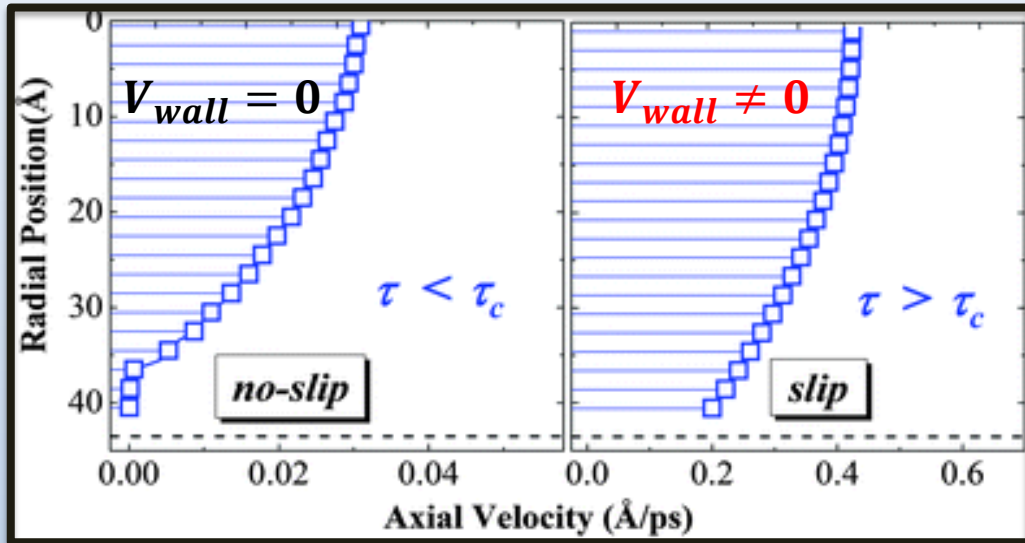 0
10
20
30
40
Radial Position(Å)
V_wall = 0
τ < τ_c
no-slip
0.00 0.02 0.04
V_wall ≠ 0
τ > τ_c
slip
0.0 0.2 0.4 0.6
Axial Velocity (Å/ps)